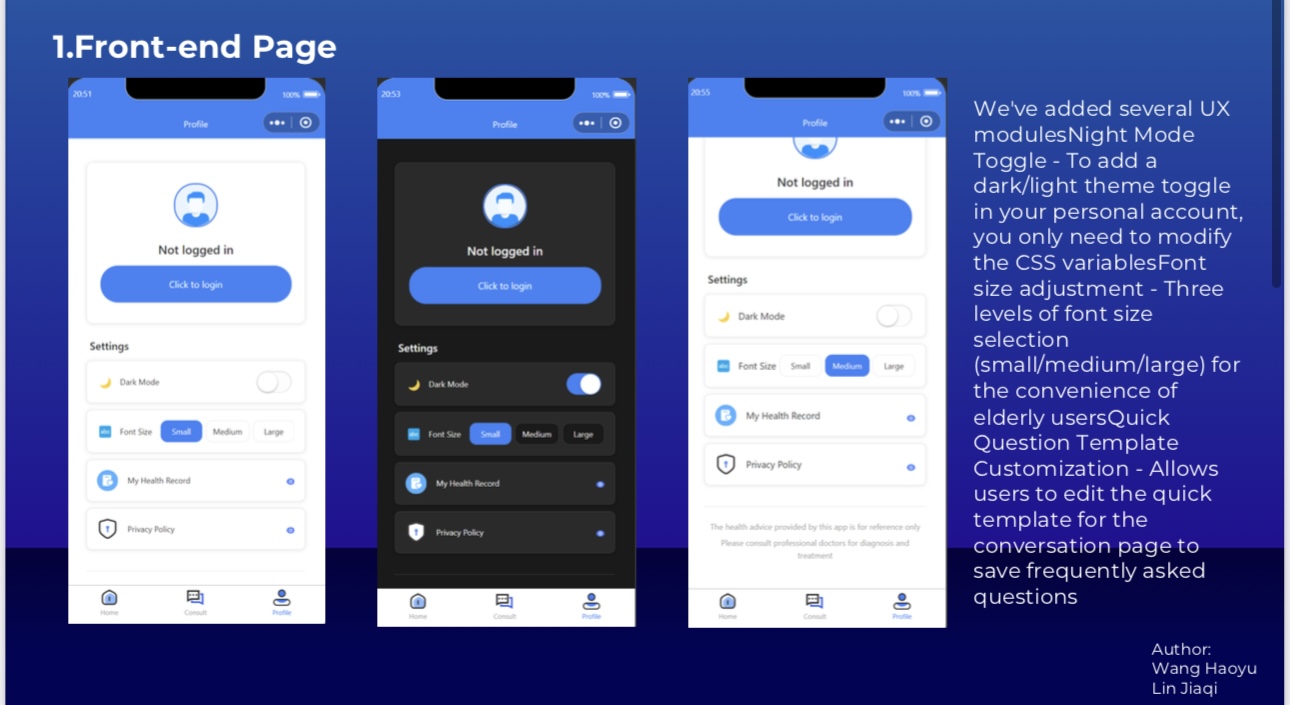 1.Front-end Page
20:51
100%
Profile
Not logged in
Click to login
Settings
Dark Mode
Font Size
Small
Medium
Large
My Health Record
Privacy Policy
Home
Consult
Profile
20:53
100%
Profile
Not logged in
Click to login
Settings
Dark Mode
abc
Font Size
Small
Medium
Large
My Health Record
Privacy Policy
Home
Consult
Profile
20:55
100%
Profile
Not logged in
Click to login
Settings
Dark Mode
abc
Font Size
Small
Medium
Large
My Health Record
Privacy Policy
The health advice provided by this app is for reference only
Please consult professional doctors for diagnosis and
treatment
Home
Consult
Profile
We've added several UX
modulesNight Mode
Toggle - To add a
dark/light theme toggle
in your personal account,
you only need to modify
the CSS variablesFont
size adjustment - Three
levels of font size
selection
(small/medium/large) for
the convenience of
elderly usersQuick
Question Template
Customization - Allows
users to edit the quick
template for the
conversation page to
save frequently asked
questions
Author:
Wang Haoyu
Lin Jiaqi